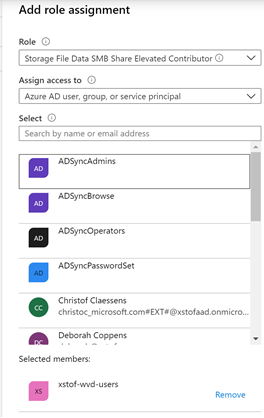 Add role assignment
Role
Storage File Data SMB Share Elevated Contributor
Assign access to
Azure AD user, group, or service principal
Select
Search by name or email address
AD
ADSyncAdmins
AD
ADSyncBrowse
AD
ADSyncOperators
AD
ADSyncPasswordSet
CC
Christof Claessens
christoc_microsoft.com#EXT#@xstofaad.onmicro...
DC
Deborah Coppens
Selected members:
XS
xstof-wvd-users
Remove